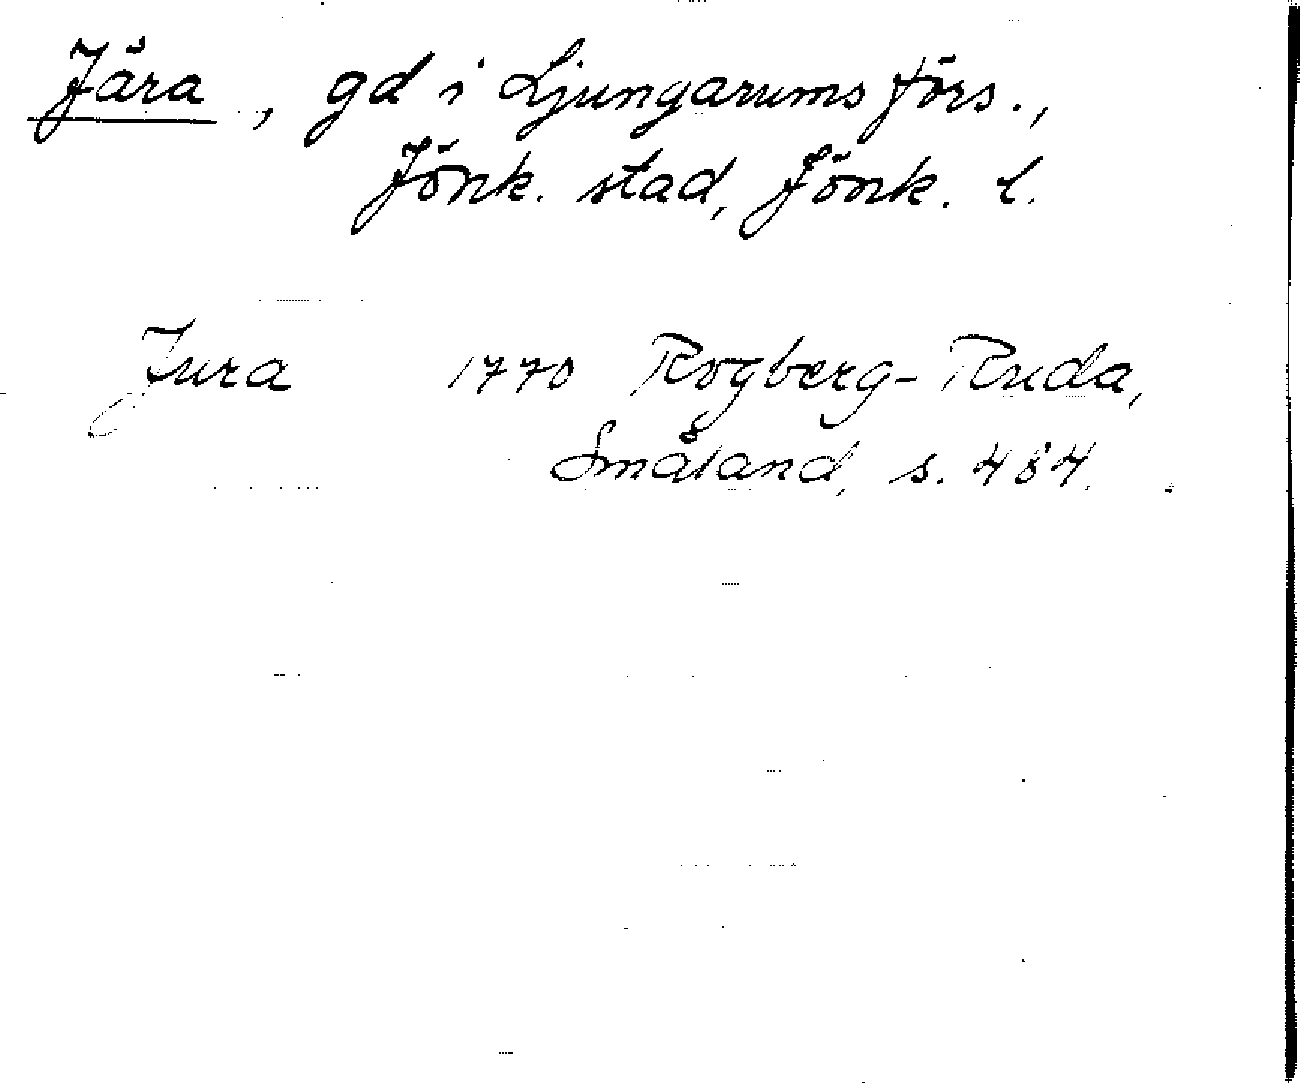 Jära, gd i Ljungarums förs.,
Jönk. stad, Jönk. l.
Jura 1770 Rogberg-Ruda,
Småland, s. 484.